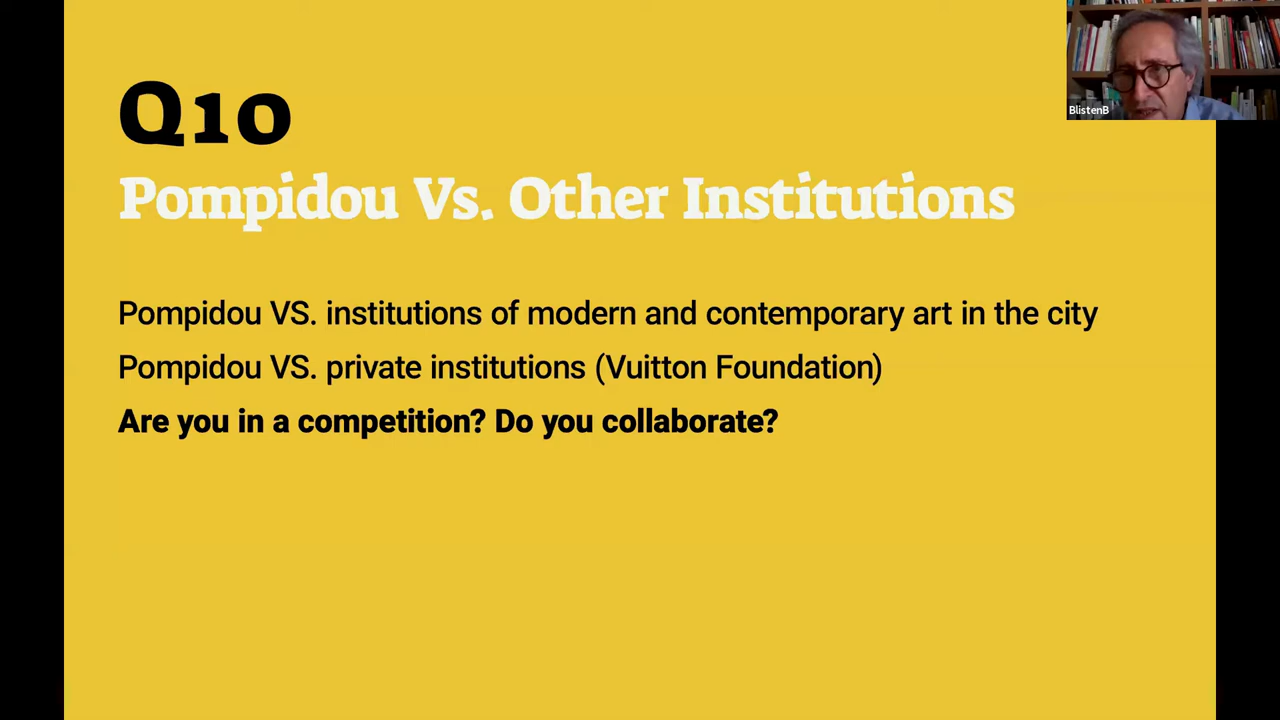 Q10
Pompidou Vs. Other Institutions
Pompidou VS. institutions of modern and contemporary art in the city
Pompidou VS. private institutions (Vuitton Foundation)
Are you in a competition? Do you collaborate?
BlistenB